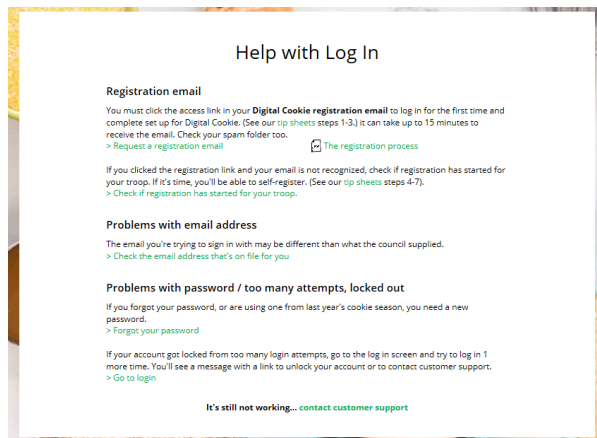 Help with Log In
Registration email
You must click the access link in your Digital Cookie registration email to log in for the first time and
complete set up for Digital Cookie. (See our tip sheets steps 1-3.) it can take up to 15 minutes to
receive the email. Check your spam folder too.
> Request a registration email
The registration process
If you clicked the registration link and your email is not recognized, check if registration has started for
your troop. If it's time, you'll be able to self-register. (See our tip sheets steps 4-7).
> Check if registration has started for your troop.
Problems with email address
The email you're trying to sign in with may be different than what the council supplied.
> Check the email address that's on file for you
Problems with password / too many attempts, locked out
If you forgot your password, or are using one from last year's cookie season, you need a new
password.
> Forgot your password
If your account got locked from too many login attempts, go to the log in screen and try to log in 1
more time. You'll see a message with a link to unlock your account or to contact customer support.
> Go to login
It's still not working... contact customer support